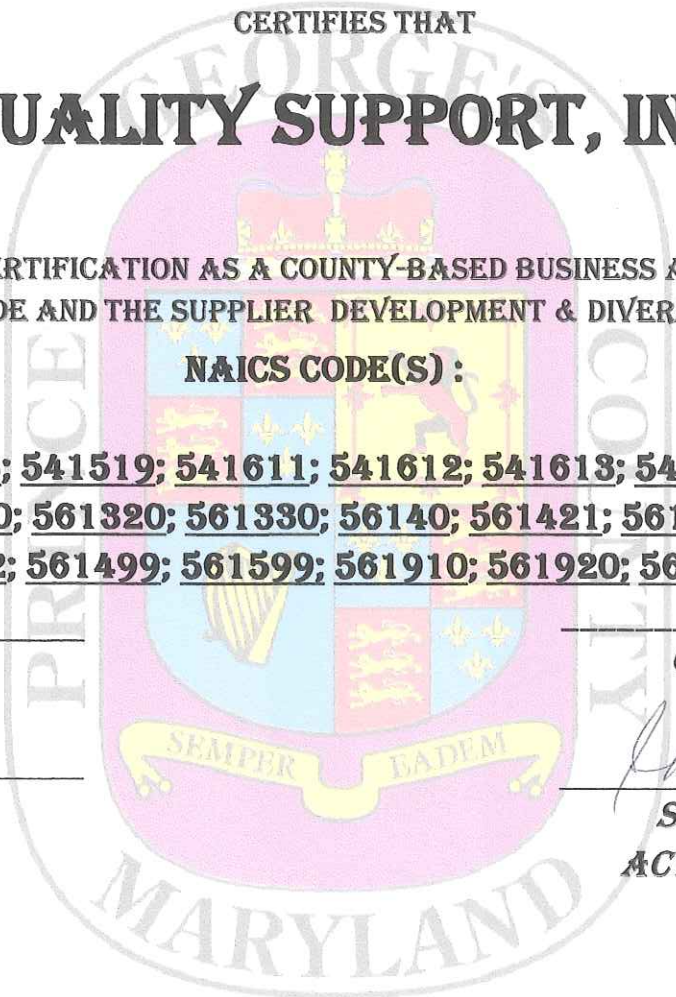 CERTIFIES THAT
UALITY SUPPORT, IN
ERTIFICATION AS A COUNTY-BASED BUSINESS A
DE AND THE SUPPLIER DEVELOPMENT & DIVER
NAICS CODE(S) :
; 541519; 541611; 541612; 541613; 54
0; 561320; 561330; 56140; 561421; 561
2; 561499; 561599; 561910; 561920; 56
S
AC
PRINCE GEORGE'S COUNTY
SEMPER EADEM
MARYLAND